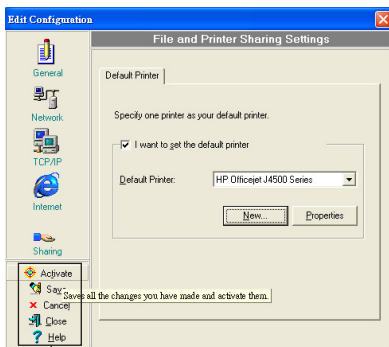 Edit Configuration
File and Printer Sharing Settings
General
Network
TCP/IP
Internet
Sharing
Activate
Save
Saves all the changes you have made and activate them.
Cancel
Close
Help
Default Printer
Specify one printer as your default printer.
I want to set the default printer
Default Printer:
HP Officejet J4500 Series
New...
Properties